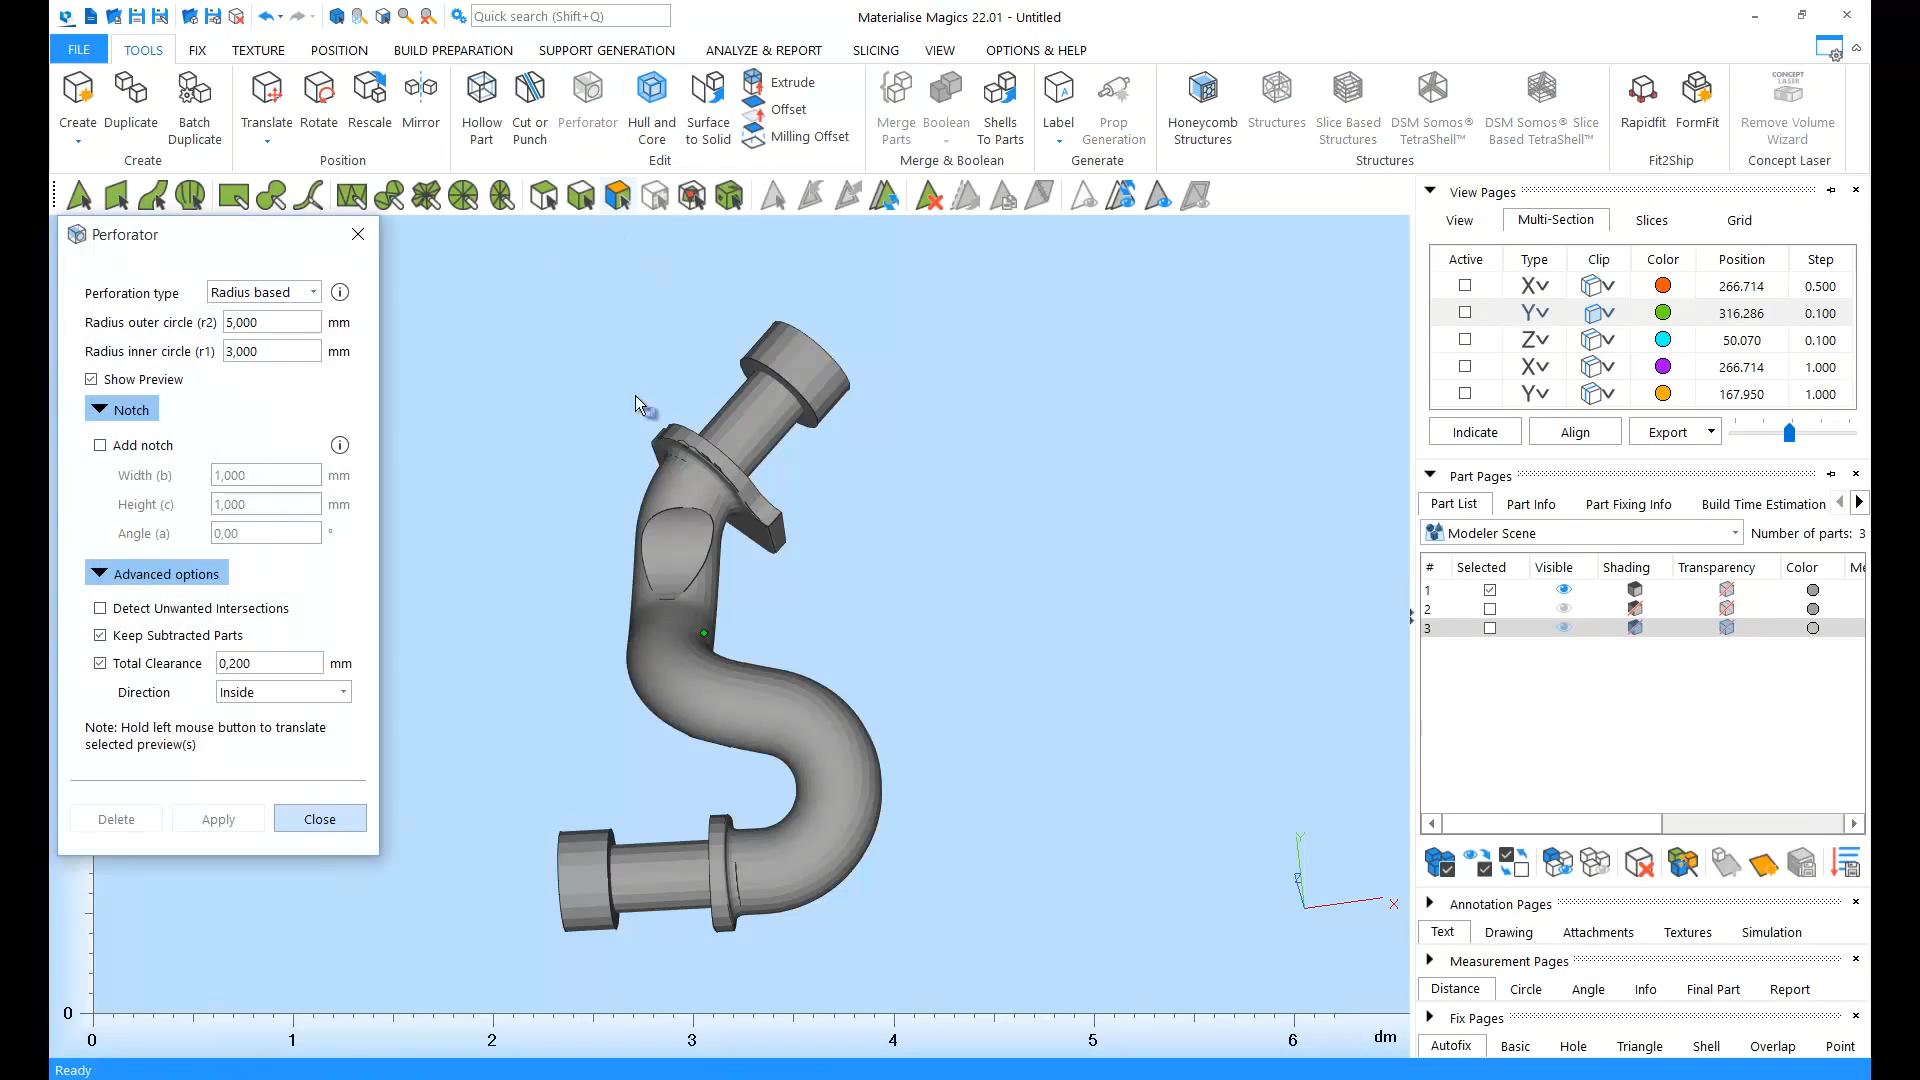 Quick search (Shift+Q)
Materialise Magics 22.01 - Untitled
FILE
TOOLS
FIX
TEXTURE
POSITION
BUILD PREPARATION
SUPPORT GENERATION
ANALYZE & REPORT
SLICING
VIEW
OPTIONS & HELP
Create
Duplicate
Batch
Duplicate
Create
Translate
Rotate
Rescale
Mirror
Position
Hollow
Part
Cut or
Punch
Perforator
Hull and
Core
Surface
to Solid
Extrude
Offset
Milling Offset
Edit
Merge
Parts
Boolean
Shells
To Parts
Merge & Boolean
Label
Prop
Generation
Generate
Honeycomb
Structures
Structures
Slice Based
Structures
DSM Somos®
TetraShell™
DSM Somos® Slice
Based TetraShell™
Structures
Rapidfit
FormFit
Fit2Ship
CONCEPT
LASER
Remove Volume
Wizard
Concept Laser
Perforator
Perforation type
Radius based
Radius outer circle (r2)
5,000
mm
Radius inner circle (r1)
3,000
mm
Show Preview
Notch
Add notch
Width (b)
1,000
mm
Height (c)
1,000
mm
Angle (a)
0,00
°
Advanced options
Detect Unwanted Intersections
Keep Subtracted Parts
Total Clearance
0,200
mm
Direction
Inside
Note: Hold left mouse button to translate
selected preview(s)
Delete
Apply
Close
0
0
1
2
3
4
5
6
dm
Y
Z
X
Ready
View Pages
View
Multi-Section
Slices
Grid
Active Type Clip Color Position Step
X 266.714 0.500
Y 316.286 0.100
Z 50.070 0.100
X 266.714 1.000
Y 167.950 1.000
Indicate
Align
Export
Part Pages
Part List
Part Info
Part Fixing Info
Build Time Estimation
Modeler Scene
Number of parts: 3
# Selected Visible Shading Transparency Color Me
1
2
3
Annotation Pages
Text
Drawing
Attachments
Textures
Simulation
Measurement Pages
Distance
Circle
Angle
Info
Final Part
Report
Fix Pages
Autofix
Basic
Hole
Triangle
Shell
Overlap
Point